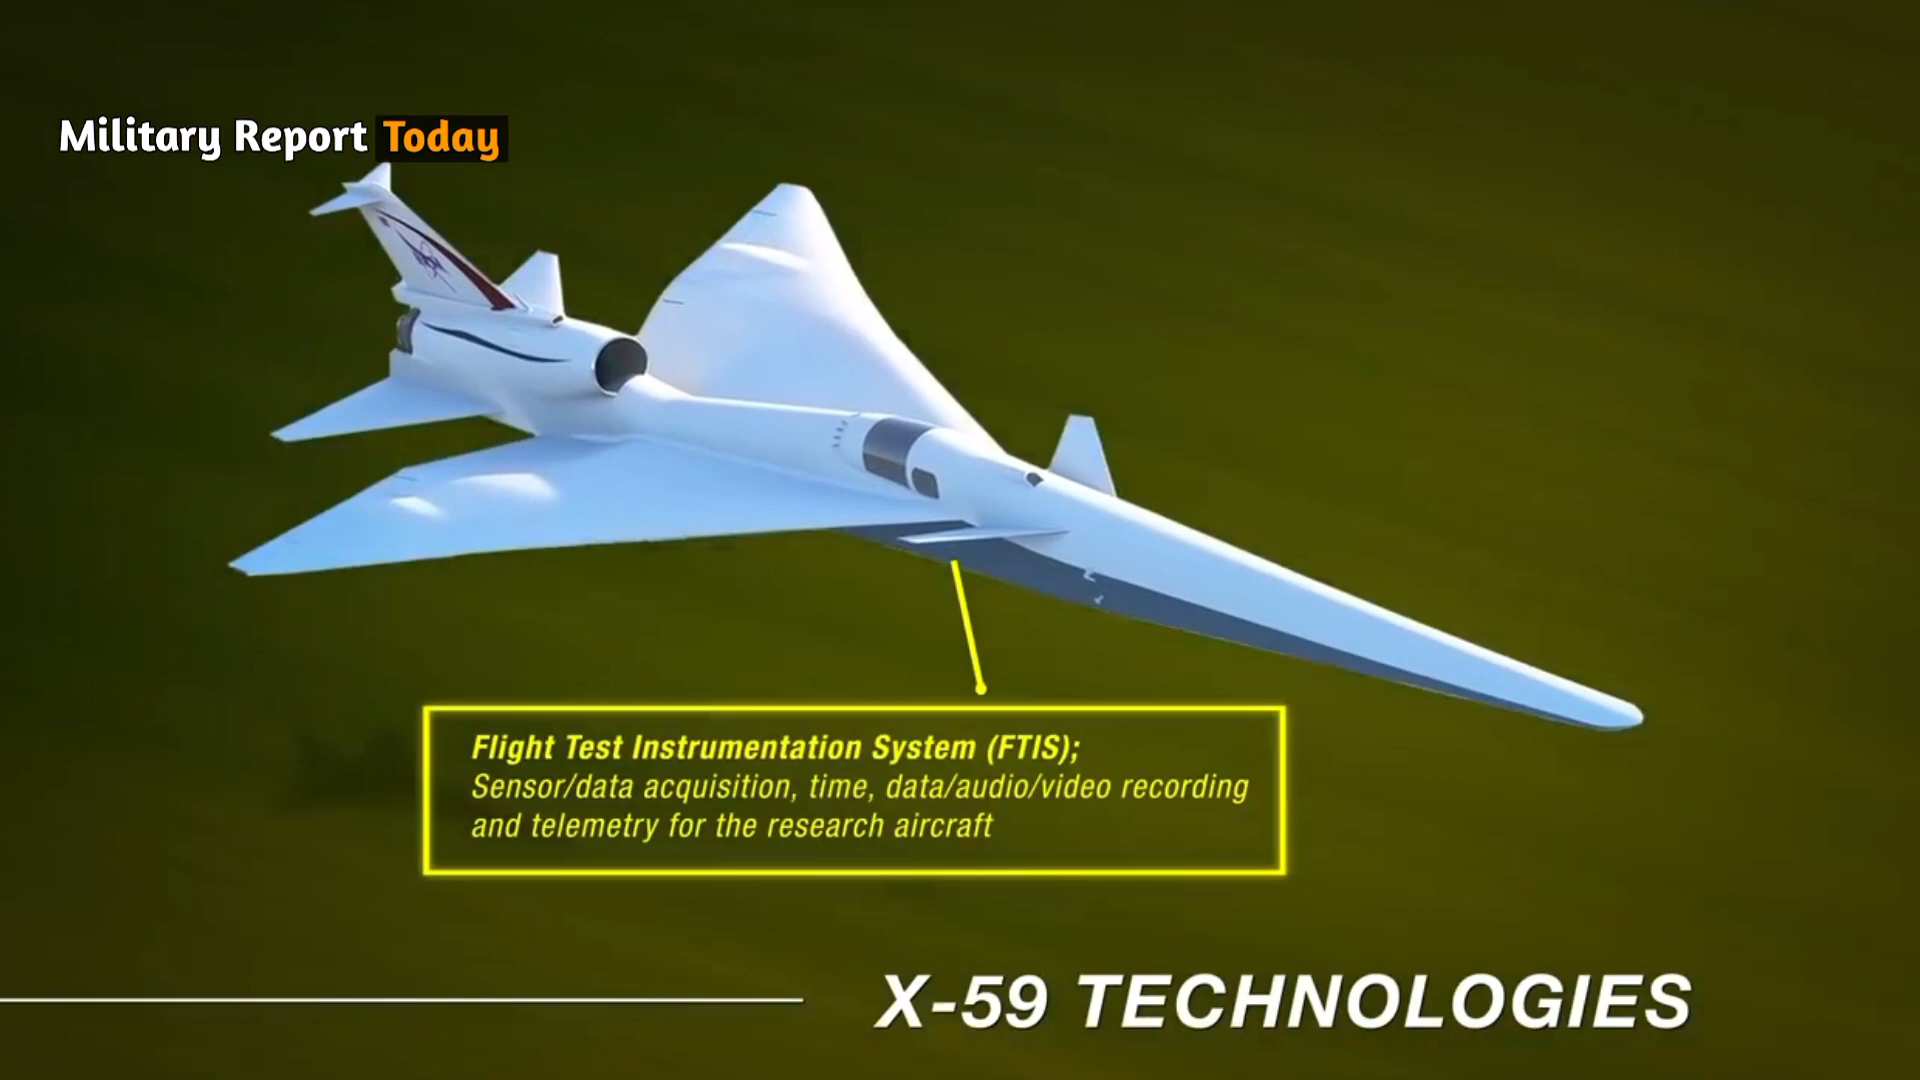 Military Report Today
Flight Test Instrumentation System (FTIS);
Sensor/data acquisition, time, data/audio/video recording
and telemetry for the research aircraft
X-59 TECHNOLOGIES